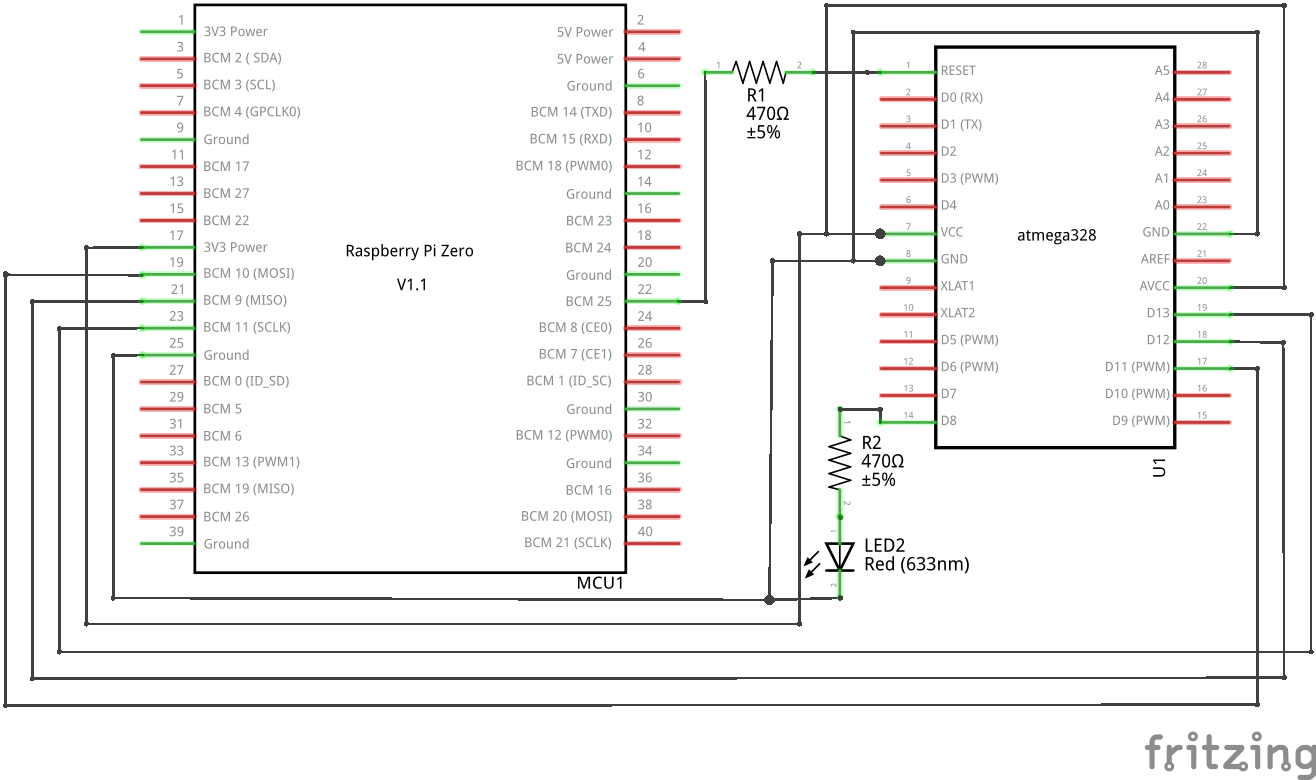 1 3V3 Power 5V Power 2
3 BCM 2 ( SDA) 5V Power 4
5 BCM 3 (SCL) Ground 6
7 BCM 4 (GPCLK0) BCM 14 (TXD) 8
9 Ground BCM 15 (RXD) 10
11 BCM 17 BCM 18 (PWM0) 12
13 BCM 27 Ground 14
15 BCM 22 BCM 23 16
17 3V3 Power BCM 24 18
19 BCM 10 (MOSI) Ground 20
21 BCM 9 (MISO) BCM 25 22
23 BCM 11 (SCLK) BCM 8 (CE0) 24
25 Ground BCM 7 (CE1) 26
27 BCM 0 (ID_SD) BCM 1 (ID_SC) 28
29 BCM 5 Ground 30
31 BCM 6 BCM 12 (PWM0) 32
33 BCM 13 (PWM1) Ground 34
35 BCM 19 (MISO) BCM 16 36
37 BCM 26 BCM 20 (MOSI) 38
39 Ground BCM 21 (SCLK) 40
Raspberry Pi Zero
V1.1
MCU1
1 2
R1
470Ω
±5%
1 RESET A5 28
2 D0 (RX) A4 27
3 D1 (TX) A3 26
4 D2 A2 25
5 D3 (PWM) A1 24
6 D4 A0 23
7 VCC GND 22
8 GND AREF 21
9 XLAT1 AVCC 20
10 XLAT2 D13 19
11 D5 (PWM) D12 18
12 D6 (PWM) D11 (PWM) 17
13 D7 D10 (PWM) 16
14 D8 D9 (PWM) 15
atmega328
U1
1
R2
470Ω
±5%
2
1
LED2
Red (633nm)
2
fritzing